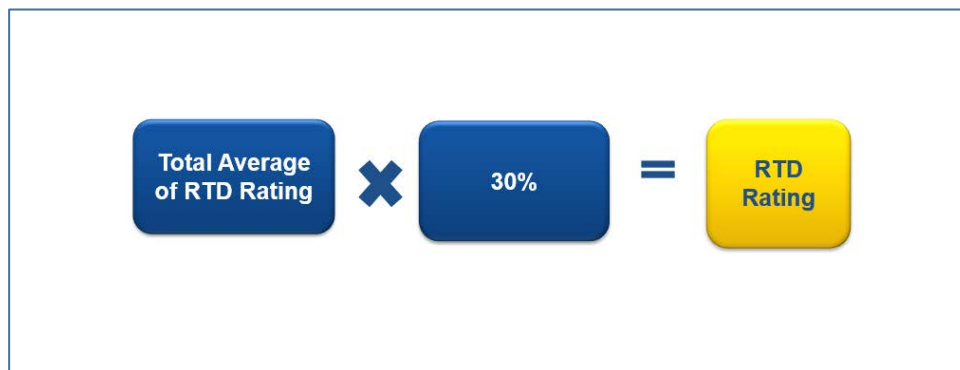 Total Average
of RTD Rating
✖
30%
=
RTD
Rating